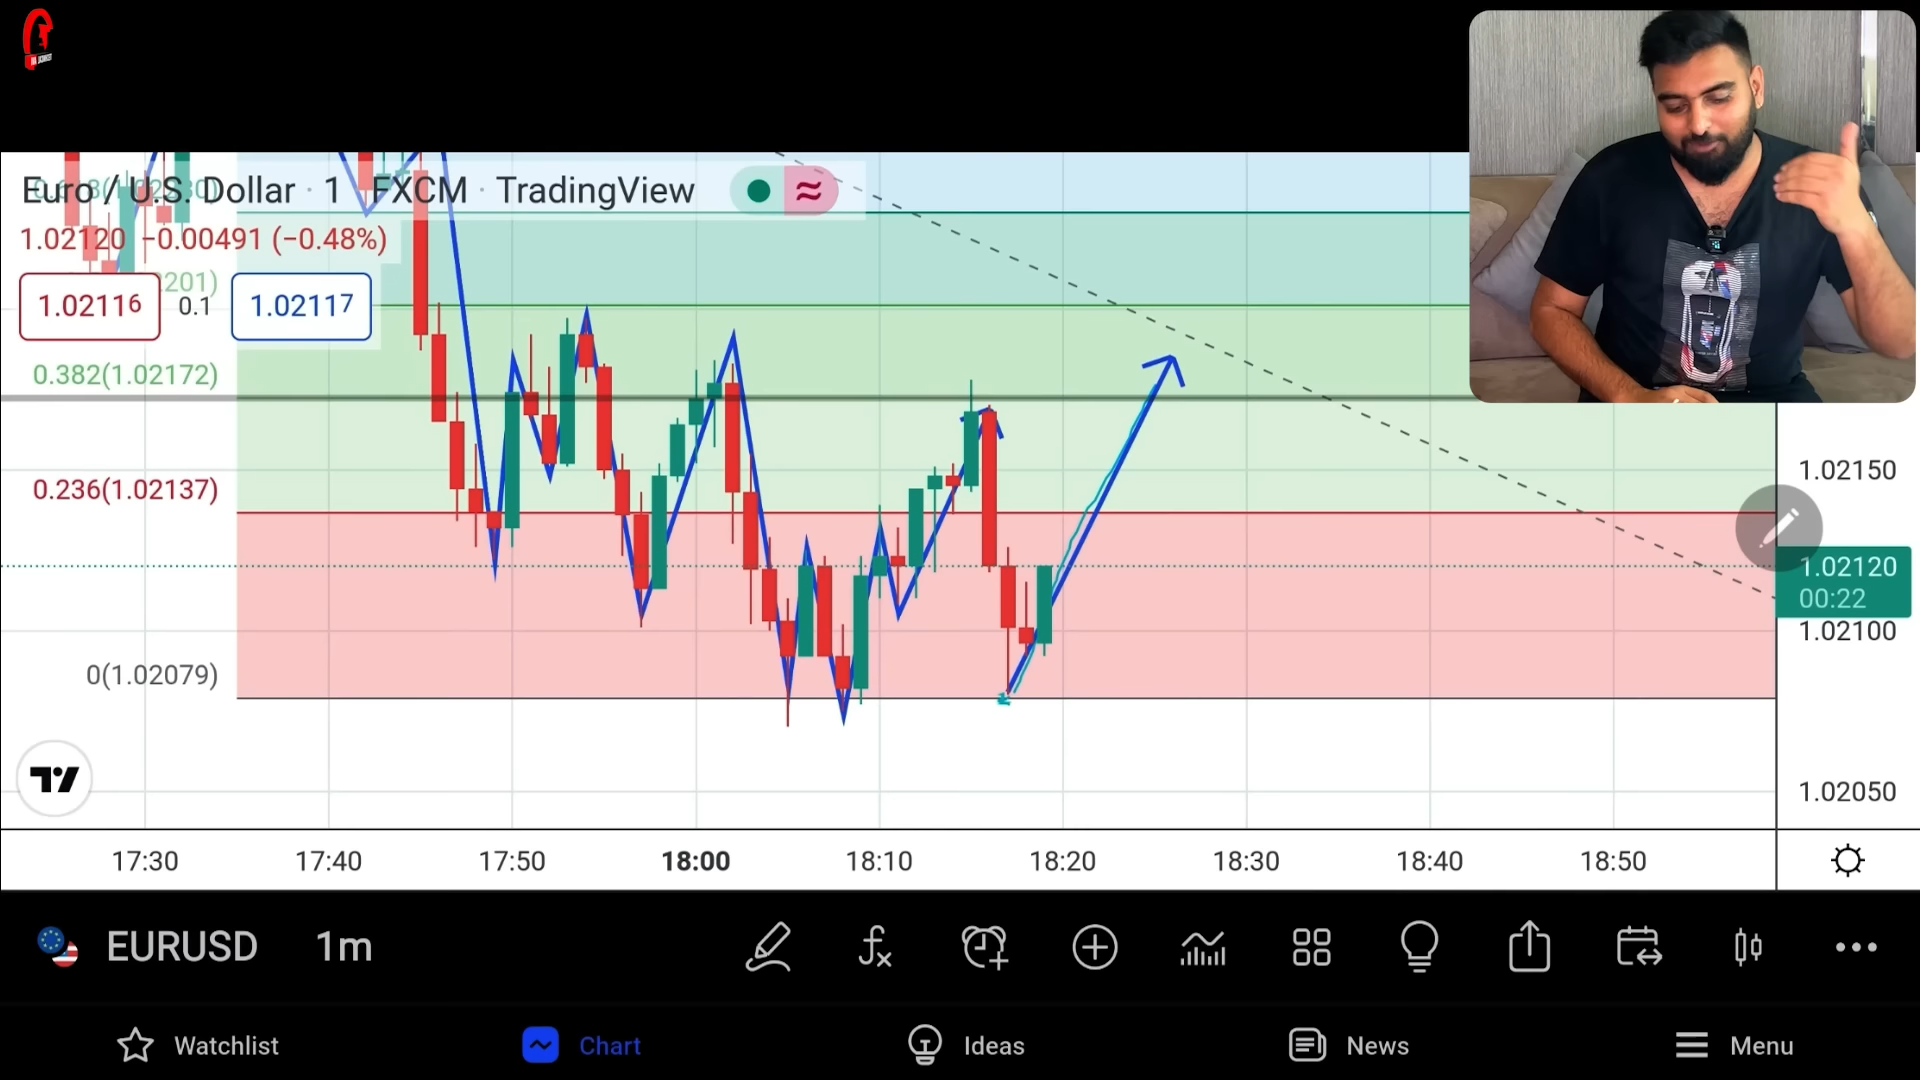 Euro / U.S. Dollar · 1 · FXCM · TradingView
1.02120 −0.00491 (−0.48%)
201)
1.02116
0.1
1.02117
0.382(1.02172)
0.236(1.02137)
0(1.02079)
1.02150
1.02120
00:22
1.02100
1.02050
17:30
17:40
17:50
18:00
18:10
18:20
18:30
18:40
18:50
EURUSD
1m
Watchlist
Chart
Ideas
News
Menu